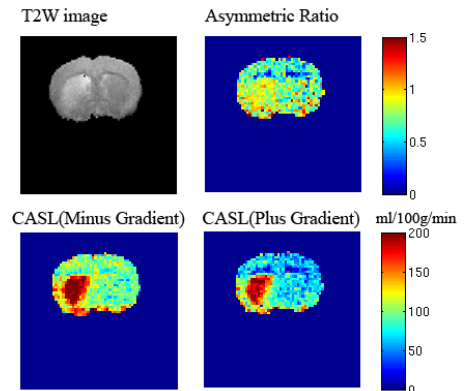 T2W image
Asymmetric Ratio
1.5
1
0.5
0
CASL(Minus Gradient)
CASL(Plus Gradient)
ml/100g/min
200
150
100
50
0